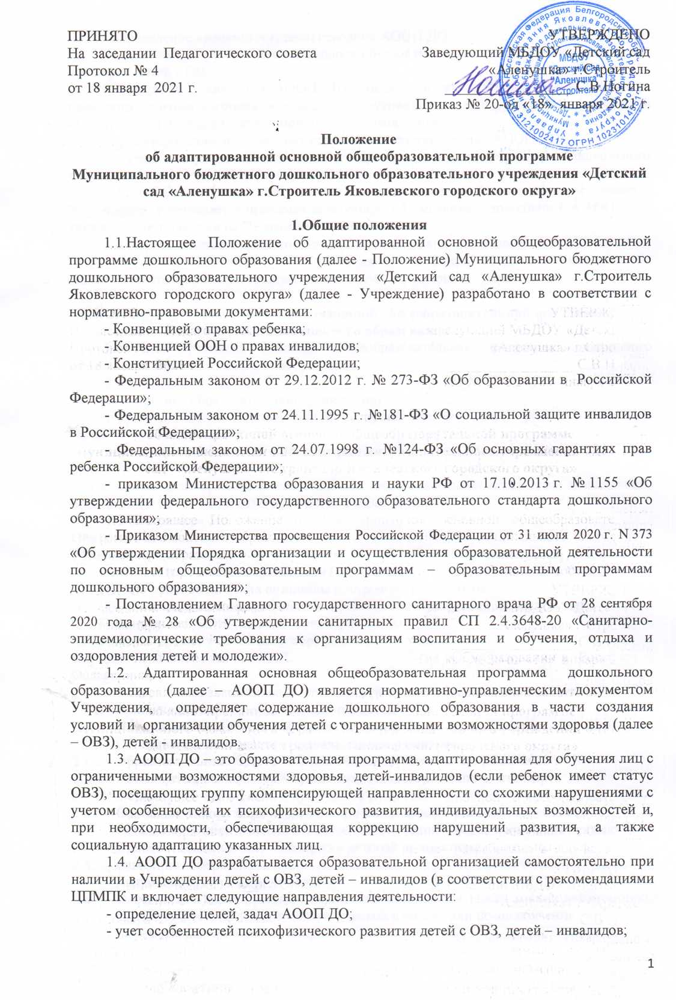 ПРИНЯТО
На заседании Педагогического совета
Протокол № 4
от 18 января 2021 г.
УТВЕРЖДЕНО
Заведующий МБДОУ «Детский сад
«Аленушка» г.Строитель
С.В.Ногина
Приказ № 20-од «18» января 2021 г.
МБДОУ
"Детский сад
"Аленушка"
г.Строитель"
Положение
об адаптированной основной общеобразовательной программе
Муниципального бюджетного дошкольного образовательного учреждения «Детский
сад «Аленушка» г.Строитель Яковлевского городского округа»
1.Общие положения
1.1.Настоящее Положение об адаптированной основной общеобразовательной
программе дошкольного образования (далее - Положение) Муниципального бюджетного
дошкольного образовательного учреждения «Детский сад «Аленушка» г.Строитель
Яковлевского городского округа» (далее - Учреждение) разработано в соответствии с
нормативно-правовыми документами:
- Конвенцией о правах ребенка;
- Конвенцией ООН о правах инвалидов;
- Конституцией Российской Федерации;
- Федеральным законом от 29.12.2012 г. № 273-ФЗ «Об образовании в Российской
Федерации»;
- Федеральным законом от 24.11.1995 г. №181-ФЗ «О социальной защите инвалидов
в Российской Федерации»;
- Федеральным законом от 24.07.1998 г. №124-ФЗ «Об основных гарантиях прав
ребенка Российской Федерации»;
- приказом Министерства образования и науки РФ от 17.10.2013 г. № 1155 «Об
утверждении федерального государственного образовательного стандарта дошкольного
образования»;
- Приказом Министерства просвещения Российской Федерации от 31 июля 2020 г. N 373
«Об утверждении Порядка организации и осуществления образовательной деятельности
по основным общеобразовательным программам – образовательным программам
дошкольного образования»;
- Постановлением Главного государственного санитарного врача РФ от 28 сентября
2020 года № 28 «Об утверждении санитарных правил СП 2.4.3648-20 «Санитарно-
эпидемиологические требования к организациям воспитания и обучения, отдыха и
оздоровления детей и молодежи».
1.2. Адаптированная основная общеобразовательная программа дошкольного
образования (далее – АООП ДО) является нормативно-управленческим документом
Учреждения, определяет содержание дошкольного образования в части создания
условий и организации обучения детей с ограниченными возможностями здоровья (далее
– ОВЗ), детей - инвалидов.
1.3. АООП ДО – это образовательная программа, адаптированная для обучения лиц с
ограниченными возможностями здоровья, детей-инвалидов (если ребенок имеет статус
ОВЗ), посещающих группу компенсирующей направленности со схожими нарушениями с
учетом особенностей их психофизического развития, индивидуальных возможностей и,
при необходимости, обеспечивающая коррекцию нарушений развития, а также
социальную адаптацию указанных лиц.
1.4. АООП ДО разрабатывается образовательной организацией самостоятельно при
наличии в Учреждении детей с ОВЗ, детей – инвалидов (в соответствии с рекомендациями
ЦПМПК и включает следующие направления деятельности:
- определение целей, задач АООП ДО;
- учет особенностей психофизического развития детей с ОВЗ, детей – инвалидов;
1